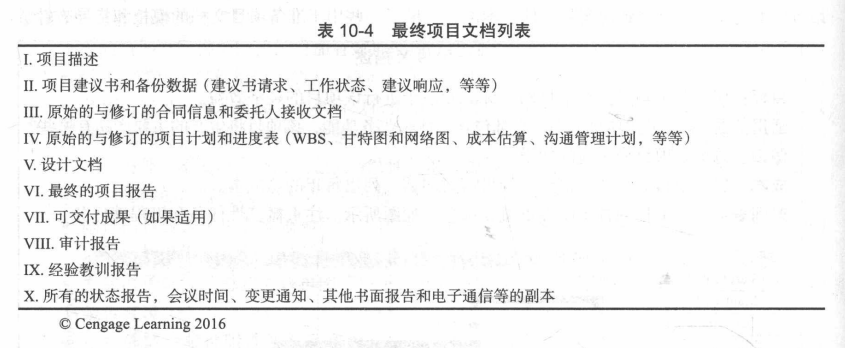 表 10-4 最终项目文档列表
I. 项目描述
II. 项目建议书和备份数据（建议书请求、工作状态、建议响应，等等）
III. 原始的与修订的合同信息和委托人接收文档
IV. 原始的与修订的项目计划和进度表（WBS、甘特图和网络图、成本估算、沟通管理计划，等等）
V. 设计文档
VI. 最终的项目报告
VII. 可交付成果（如果适用）
VIII. 审计报告
IX. 经验教训报告
X. 所有的状态报告，会议时间、变更通知、其他书面报告和电子通信等的副本
© Cengage Learning 2016